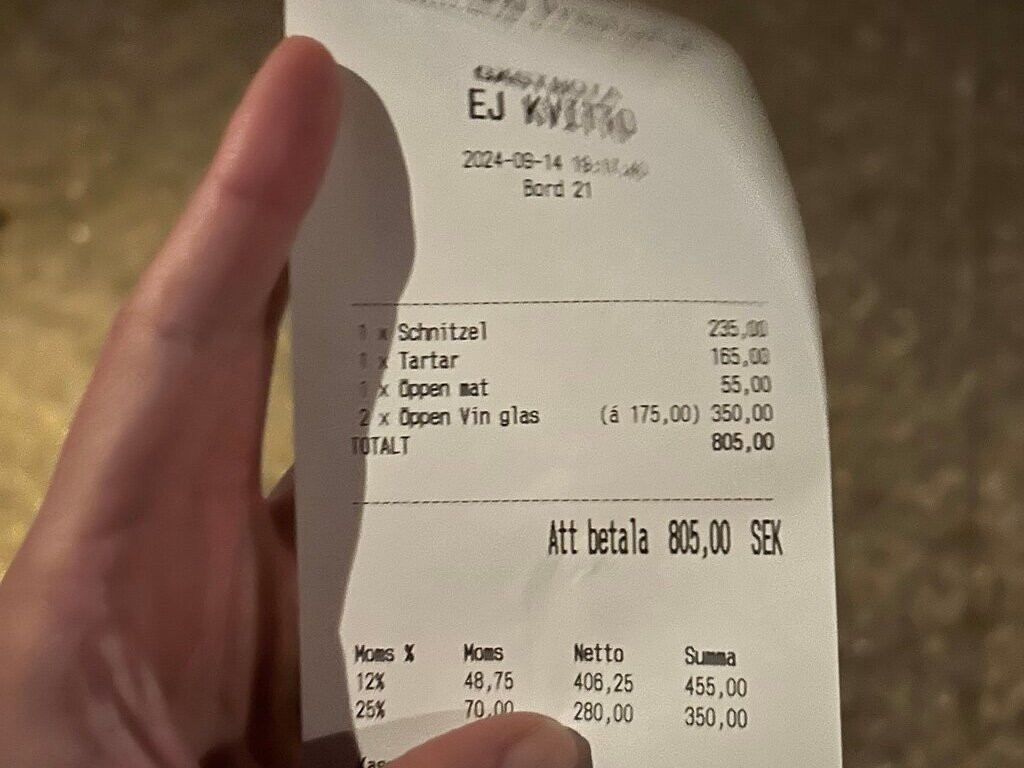 GASTNOTA
EJ KVITTO
2024-09-14
Bord 21
1 x Schnitzel 235,00
1 x Tartar 165,00
1 x Öppen mat 55,00
2 x Öppen Vin glas (á 175,00) 350,00
TOTALT 805,00
Att betala 805,00 SEK
Moms % Moms Netto Summa
12% 48,75 406,25 455,00
25% 70,00 280,00 350,00